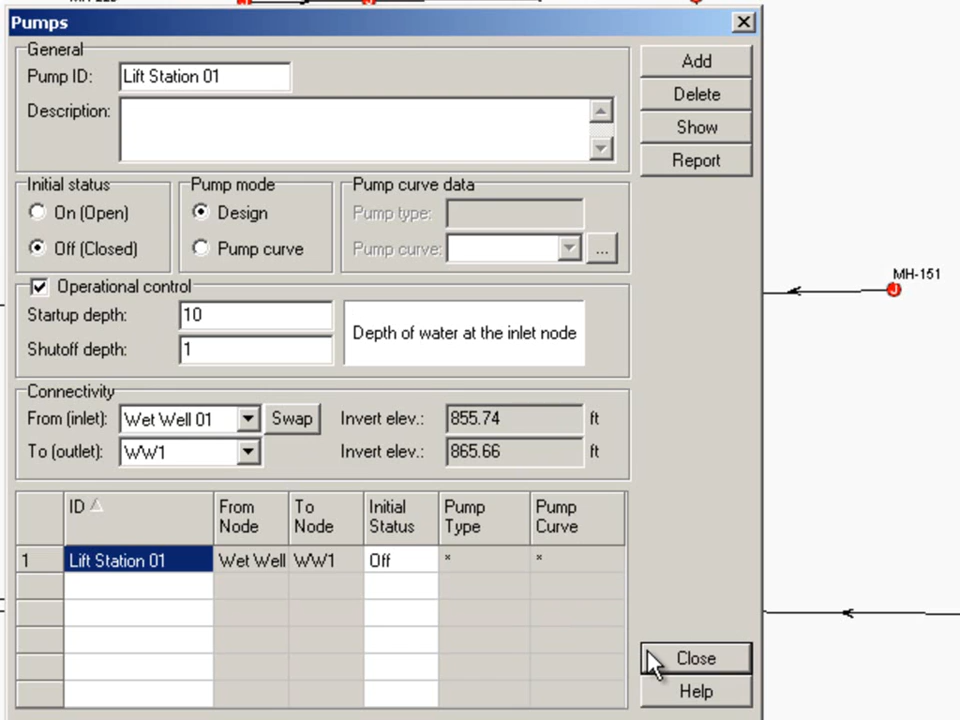 Pumps
General
Pump ID: Lift Station 01
Description:
Add
Delete
Show
Report
Initial status
On (Open)
Off (Closed)
Pump mode
Design
Pump curve
Pump curve data
Pump type:
Pump curve: ...
Operational control
Startup depth: 10
Shutoff depth: 1
Depth of water at the inlet node
MH-151
Connectivity
From (inlet): Wet Well 01 Swap Invert elev.: 855.74 ft
To (outlet): WW1 Invert elev.: 865.66 ft
ID From Node To Node Initial Status Pump Type Pump Curve
1 Lift Station 01 Wet Well WW1 Off * *
Close
Help